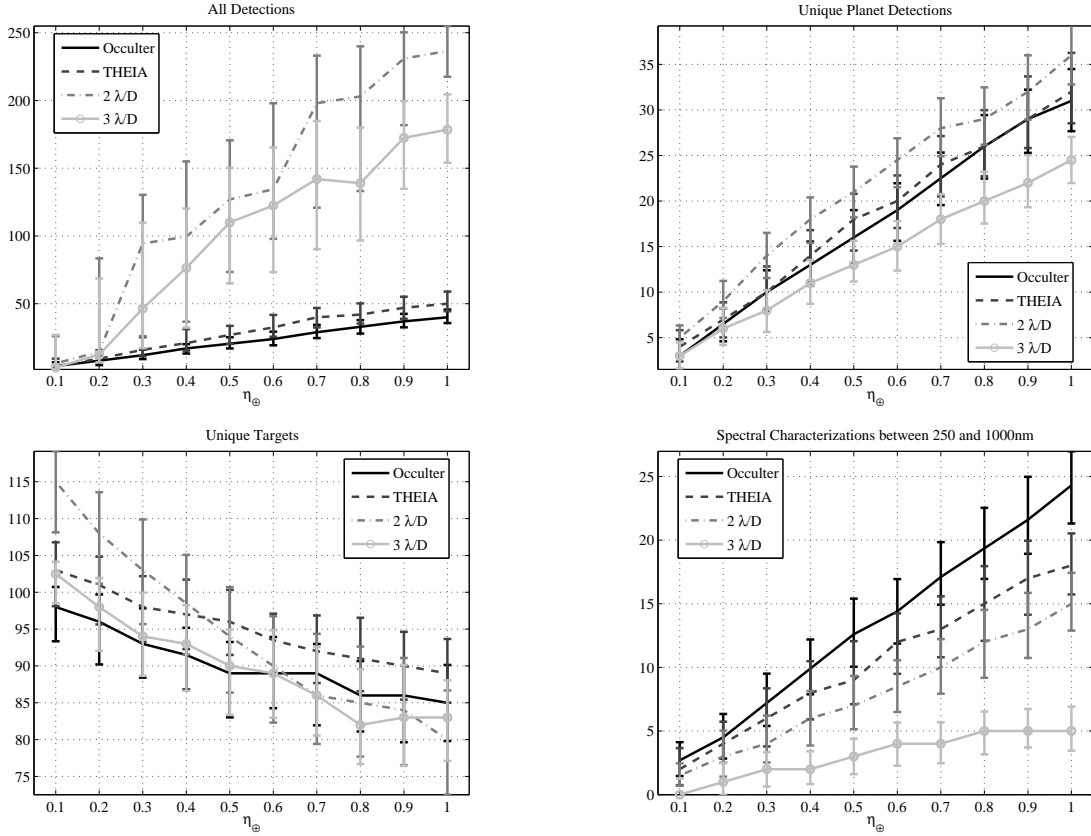 All Detections
250
200
150
100
50
Occulter
THEIA
2 λ/D
3 λ/D
0.1 0.2 0.3 0.4 0.5 0.6 0.7 0.8 0.9 1
η⊕
Unique Planet Detections
35
30
25
20
15
10
5
Occulter
THEIA
2 λ/D
3 λ/D
0.1 0.2 0.3 0.4 0.5 0.6 0.7 0.8 0.9 1
η⊕
Unique Targets
115
110
105
100
95
90
85
80
75
Occulter
THEIA
2 λ/D
3 λ/D
0.1 0.2 0.3 0.4 0.5 0.6 0.7 0.8 0.9 1
η⊕
Spectral Characterizations between 250 and 1000nm
25
20
15
10
5
0
Occulter
THEIA
2 λ/D
3 λ/D
0.1 0.2 0.3 0.4 0.5 0.6 0.7 0.8 0.9 1
η⊕